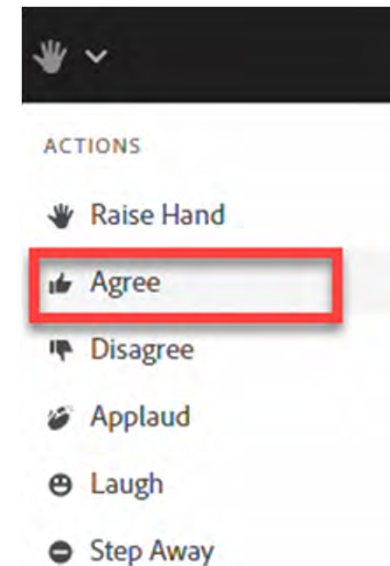 ACTIONS
Raise Hand
Agree
Disagree
Applaud
Laugh
Step Away